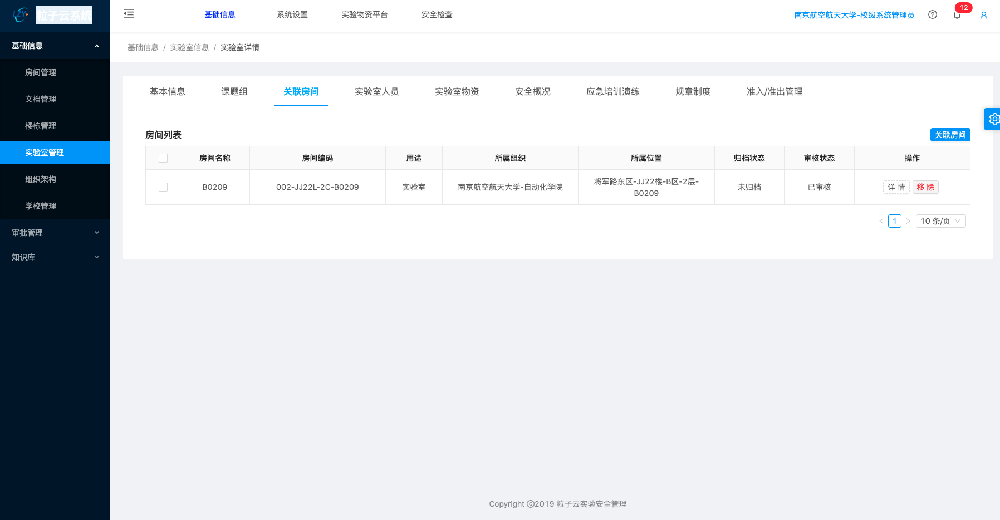 LZY 粒子云系统
基础信息 系统设置 实验物资平台 安全检查
南京航空航天大学-校级系统管理员 12
基础信息
房间管理
文档管理
楼栋管理
实验室管理
组织架构
学校管理
审批管理
知识库
基础信息 / 实验室信息 / 实验室详情
基本信息 课题组 关联房间 实验室人员 实验室物资 安全概况 应急培训演练 规章制度 准入/准出管理
房间列表 关联房间
房间名称 房间编码 用途 所属组织 所属位置 归档状态 审核状态 操作
B0209 002-JJ22L-2C-B0209 实验室 南京航空航天大学-自动化学院 将军路东区-JJ22楼-B区-2层-
B0209 未归档 已审核 详 情 移 除
1 10 条/页
Copyright ©2019 粒子云实验安全管理